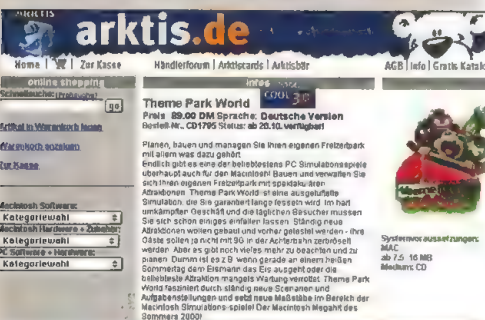 ARKTIS
arktis.de
Home | Zur Kasse
Händlerforum | Arktiscards | Arktisbär
AGB | Info | Gratis Katalo
online shopping
Schnellsuche: (Profisuche)
go
Artikel in Warenkorb legen
Warenkorb anzeigen
Zur Kasse
Macintosh Software:
Kategoriewahl
Macintosh Hardware + Zubehör:
Kategoriewahl
PC Software + Hardware:
Kategoriewahl
infos
COOL
Theme Park World
Preis 89.00 DM Sprache: Deutsche Version
Bestell-Nr.. CD1795 Status: ab 20.10. verfügbar!
Planen, bauen und managen Sie Ihren eigenen Freizeitpark
mit allem was dazu gehört
Endlich gibt es eine der beliebtestens PC Simulationsspiele
überhaupt auch für den Macintosh! Bauen und verwalten Sie
sich Ihren eigenen Freizeitpark mit spektakulären
Attraktionen. Theme Park World ist eine ausgetüfelte
Simulation, die Sie garantiert lange fesseln wird. Im hart
umkämpften Geschäft und die täglichen Besucher müssen
Sie sich schon einiges einfallen lassen. Ständig neue
Attraktionen wollen gebaut und vorher getestet werden - Ihre
Gäste sollen ja nicht mit 90 in der Achterbahn zerbröselt
werden. Aber es gibt noch vieles mehr zu beachten und zu
planen. Dumm ist es z B. wenn gerade an einem heißen
Sommertag dem Eismann das Eis ausgeht oder die
beliebteste Attraktion mangels Wartung verrottet. Theme Park
World fasziniert durch ständig neue Scenarien und
Aufgabenstellungen und setzt neue Maßstäbe im Bereich der
Macintosh Simulations-spiele! Der Macintosh Megahit des
Sommers 2000!
Systemvoraussetzungen:
MAC
ab 7.5 16 MB
Medium: CD